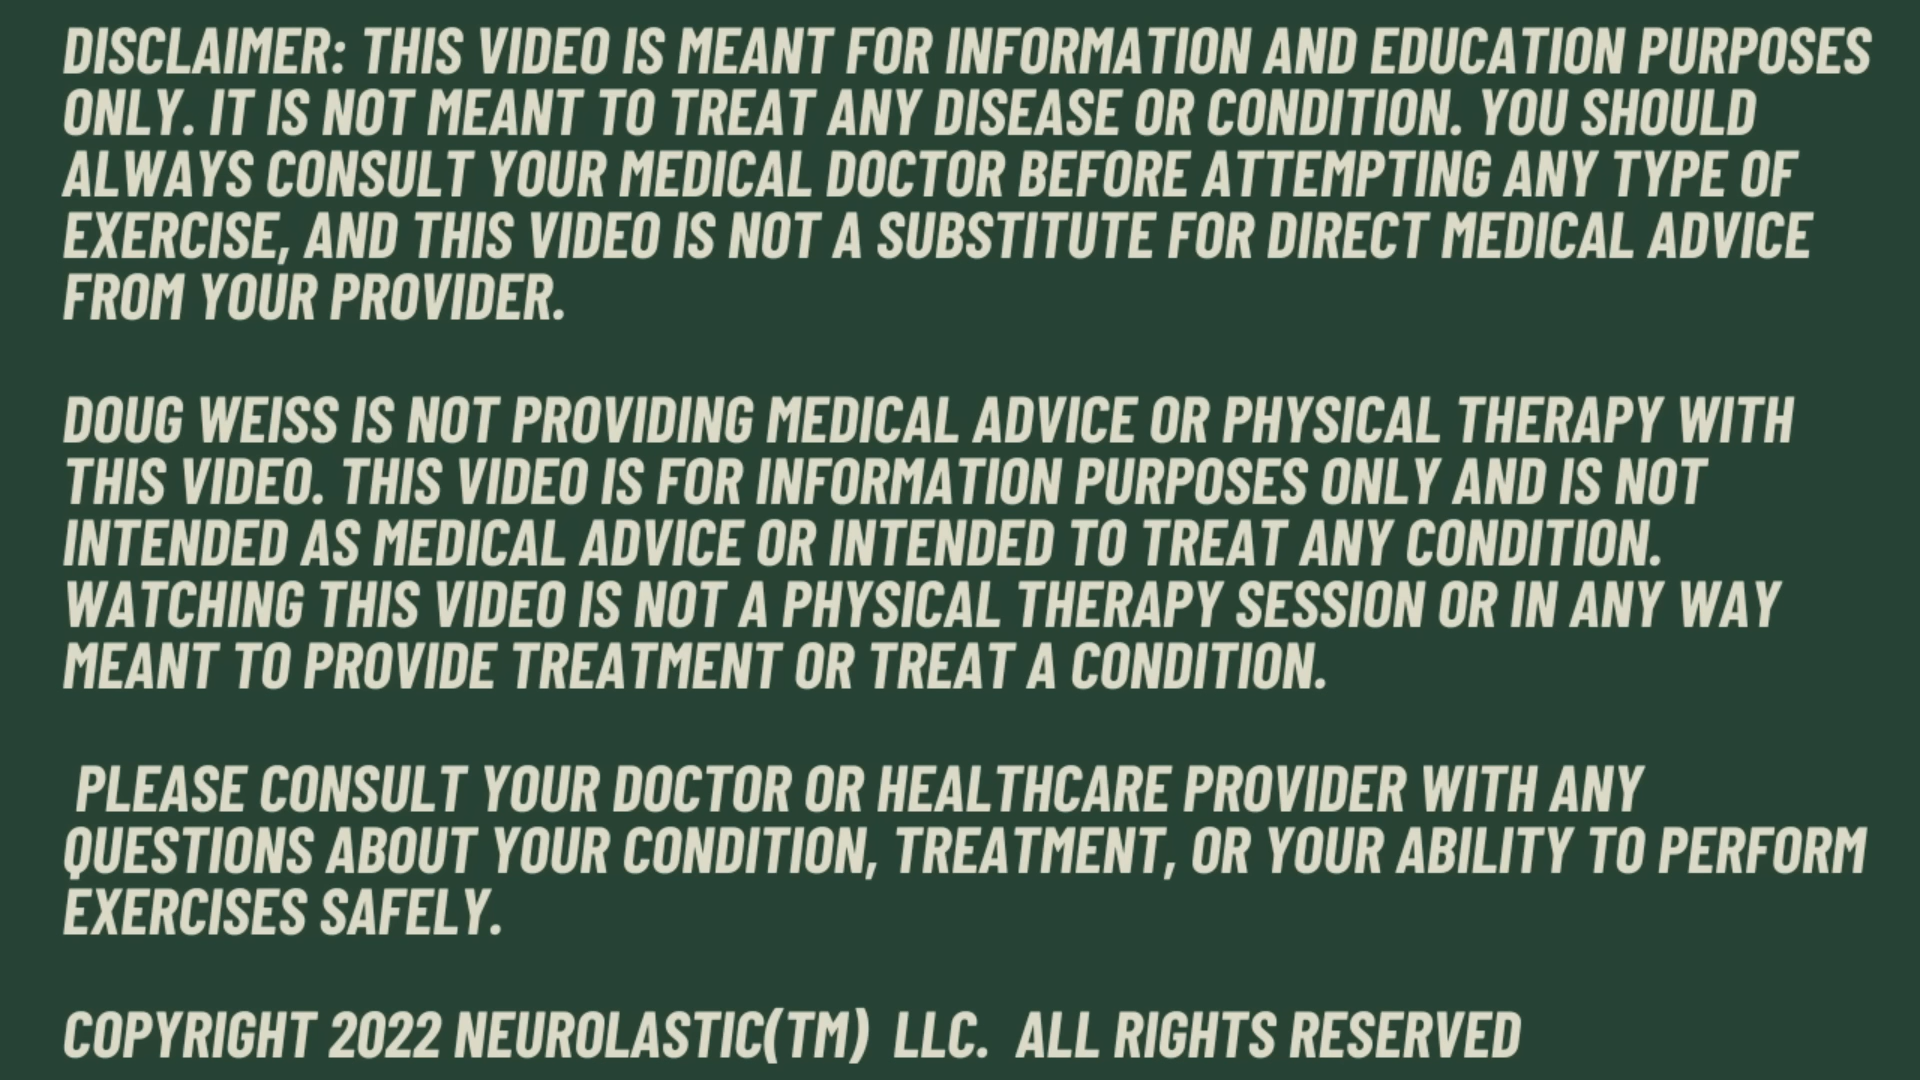 DISCLAIMER: THIS VIDEO IS MEANT FOR INFORMATION AND EDUCATION PURPOSES
ONLY. IT IS NOT MEANT TO TREAT ANY DISEASE OR CONDITION. YOU SHOULD
ALWAYS CONSULT YOUR MEDICAL DOCTOR BEFORE ATTEMPTING ANY TYPE OF
EXERCISE, AND THIS VIDEO IS NOT A SUBSTITUTE FOR DIRECT MEDICAL ADVICE
FROM YOUR PROVIDER.
DOUG WEISS IS NOT PROVIDING MEDICAL ADVICE OR PHYSICAL THERAPY WITH
THIS VIDEO. THIS VIDEO IS FOR INFORMATION PURPOSES ONLY AND IS NOT
INTENDED AS MEDICAL ADVICE OR INTENDED TO TREAT ANY CONDITION.
WATCHING THIS VIDEO IS NOT A PHYSICAL THERAPY SESSION OR IN ANY WAY
MEANT TO PROVIDE TREATMENT OR TREAT A CONDITION.
PLEASE CONSULT YOUR DOCTOR OR HEALTHCARE PROVIDER WITH ANY
QUESTIONS ABOUT YOUR CONDITION, TREATMENT, OR YOUR ABILITY TO PERFORM
EXERCISES SAFELY.
COPYRIGHT 2022 NEUROLASTIC(TM) LLC. ALL RIGHTS RESERVED